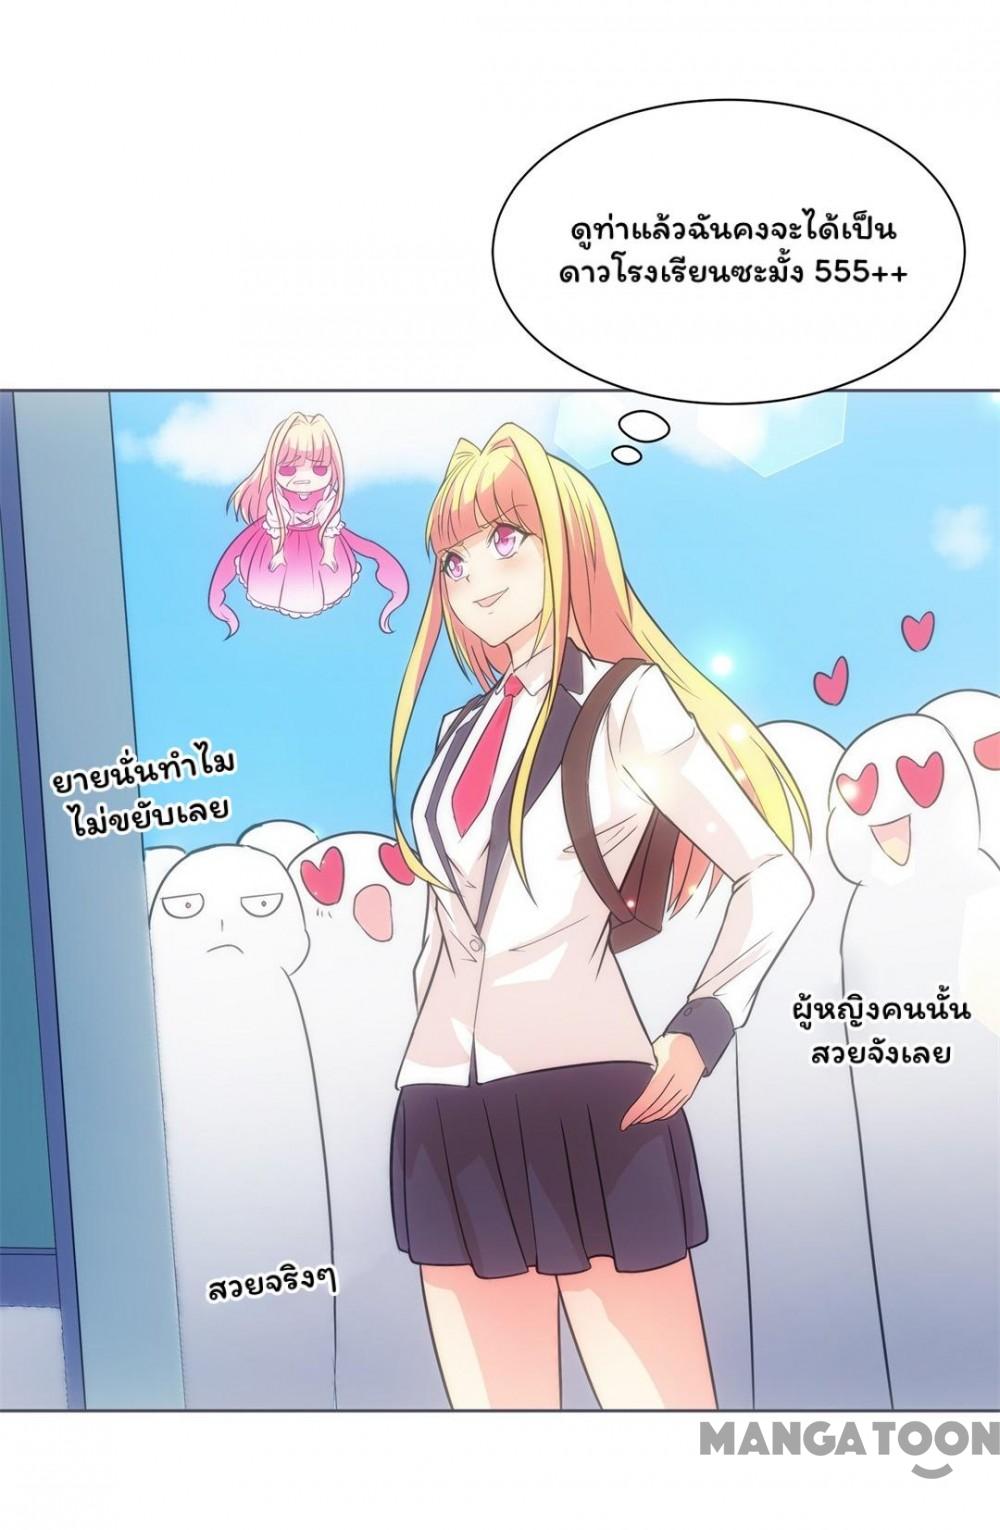 ดูท่าแล้วฉันคงจะได้เป็น
ดาวโรงเรียนซะมั้ง 555++
ยายนั่นทำไม
ไม่ขยับเลย
ผู้หญิงคนนั้น
สวยจังเลย
สวยจริงๆ
MANGATOON